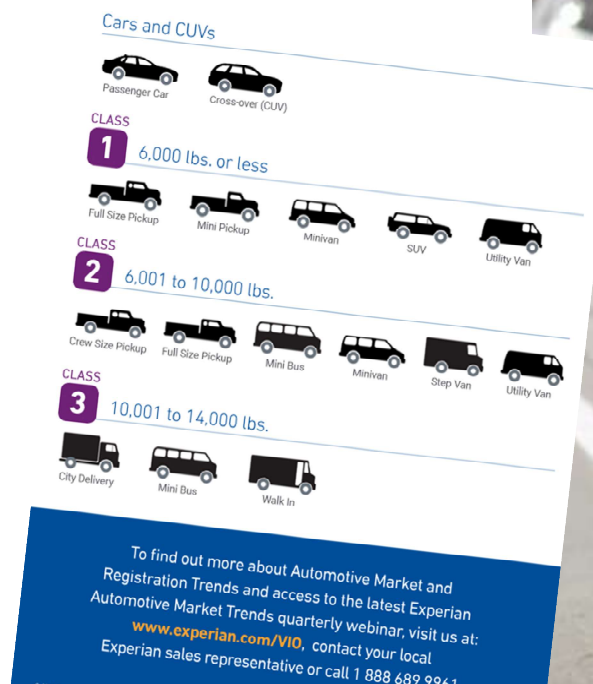 Cars and CUVs
Passenger Car
Cross-over (CUV)
CLASS
1 6,000 lbs. or less
Full Size Pickup
Mini Pickup
Minivan
SUV
Utility Van
CLASS
2 6,001 to 10,000 lbs.
Crew Size Pickup
Full Size Pickup
Mini Bus
Minivan
Step Van
Utility Van
CLASS
3 10,001 to 14,000 lbs.
City Delivery
Mini Bus
Walk In
To find out more about Automotive Market and
Registration Trends and access to the latest Experian
Automotive Market Trends quarterly webinar, visit us at:
www.experian.com/VIO, contact your local
Experian sales representative or call 1 888 689 9961